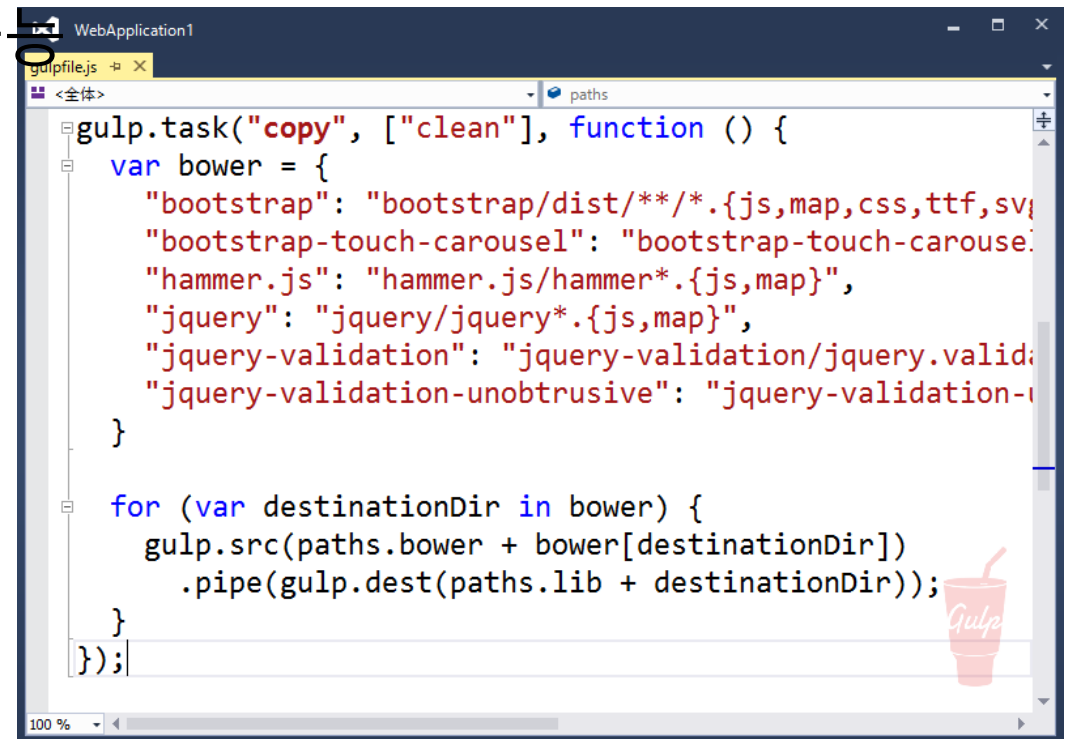 WebApplication1
gulpfile.js
<全体> paths
gulp.task("copy", ["clean"], function () {
var bower = {
"bootstrap": "bootstrap/dist/**/*.{js,map,css,ttf,svg
"bootstrap-touch-carousel": "bootstrap-touch-carousel
"hammer.js": "hammer.js/hammer*.{js,map}",
"jquery": "jquery/jquery*.{js,map}",
"jquery-validation": "jquery-validation/jquery.valida
"jquery-validation-unobtrusive": "jquery-validation-u
}
for (var destinationDir in bower) {
gulp.src(paths.bower + bower[destinationDir])
.pipe(gulp.dest(paths.lib + destinationDir));
}
});
Gulp
100 %